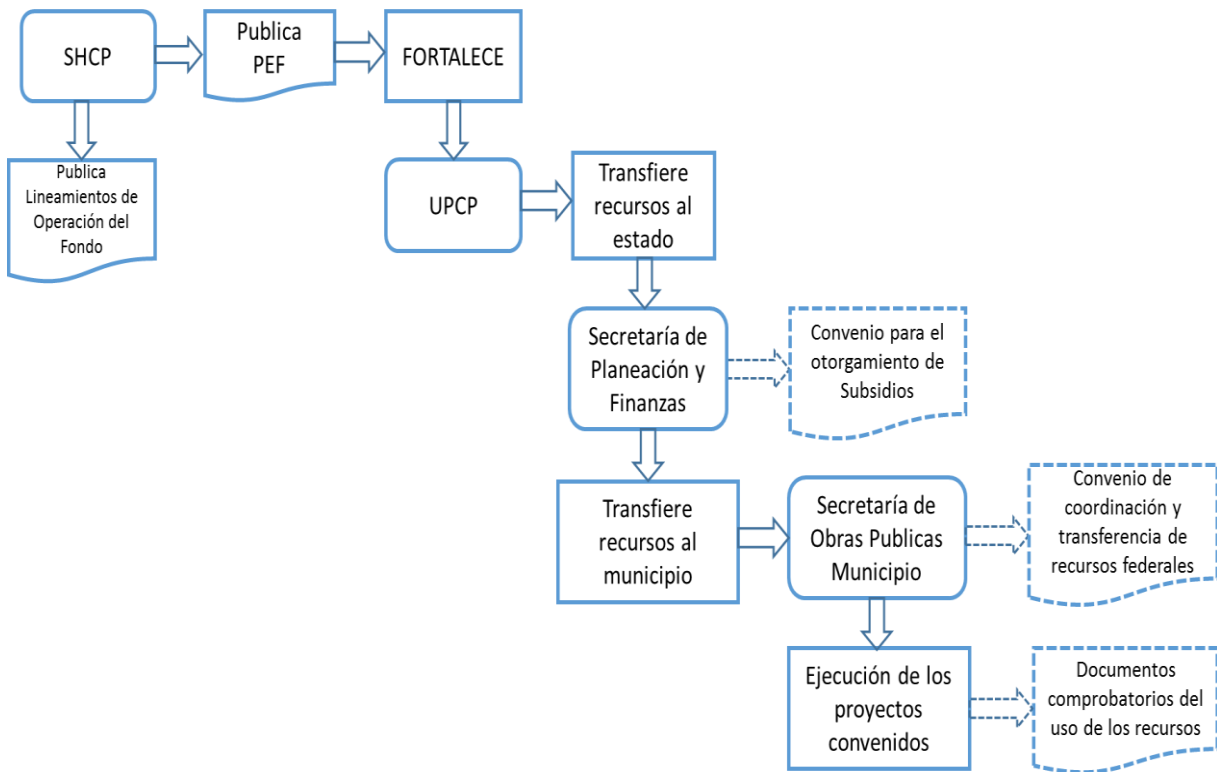 SHCP
Publica
PEF
FORTALECE
Publica
Lineamientos de
Operación del
Fondo
UPCP
Transfiere
recursos al
estado
Secretaría de
Planeación y
Finanzas
Convenio para el
otorgamiento de
Subsidios
Transfiere
recursos al
municipio
Secretaría de
Obras Publicas
Municipio
Convenio de
coordinación y
transferencia de
recursos federales
Ejecución de los
proyectos
convenidos
Documentos
comprobatorios del
uso de los recursos